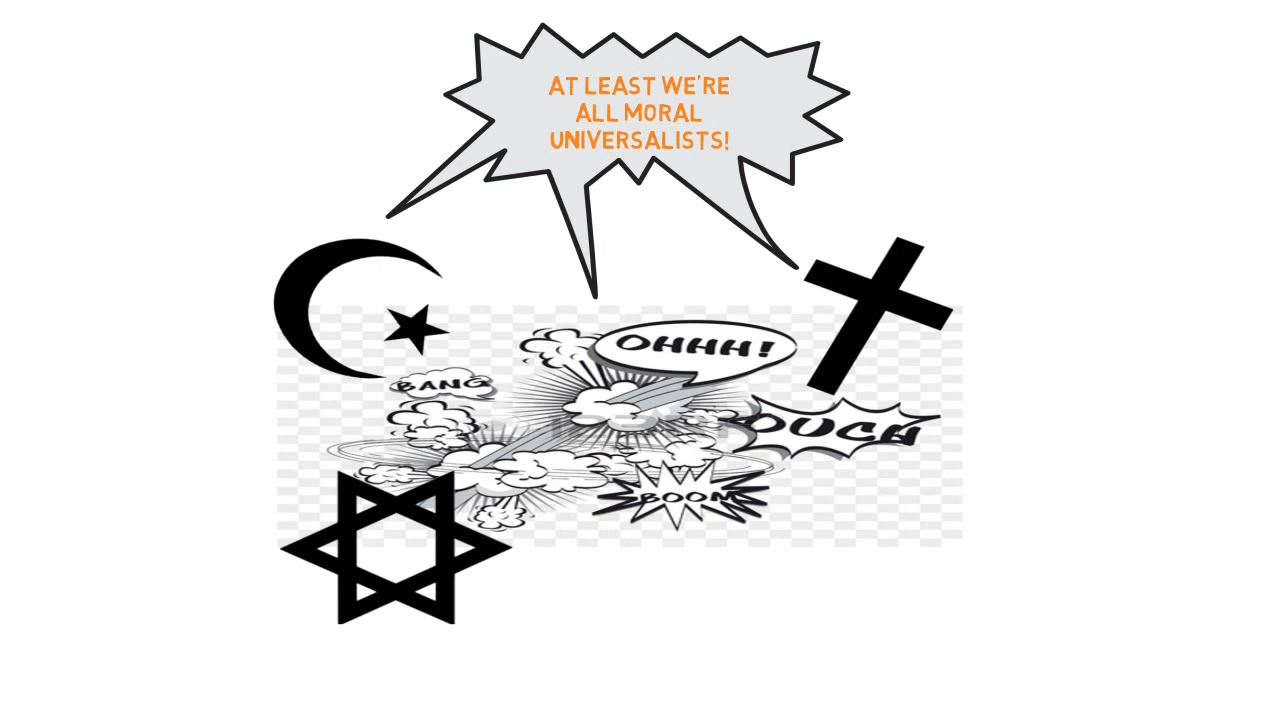 AT LEAST WE'RE
ALL MORAL
UNIVERSALISTS!
OHHH!
BANG
OUCH
BOOM